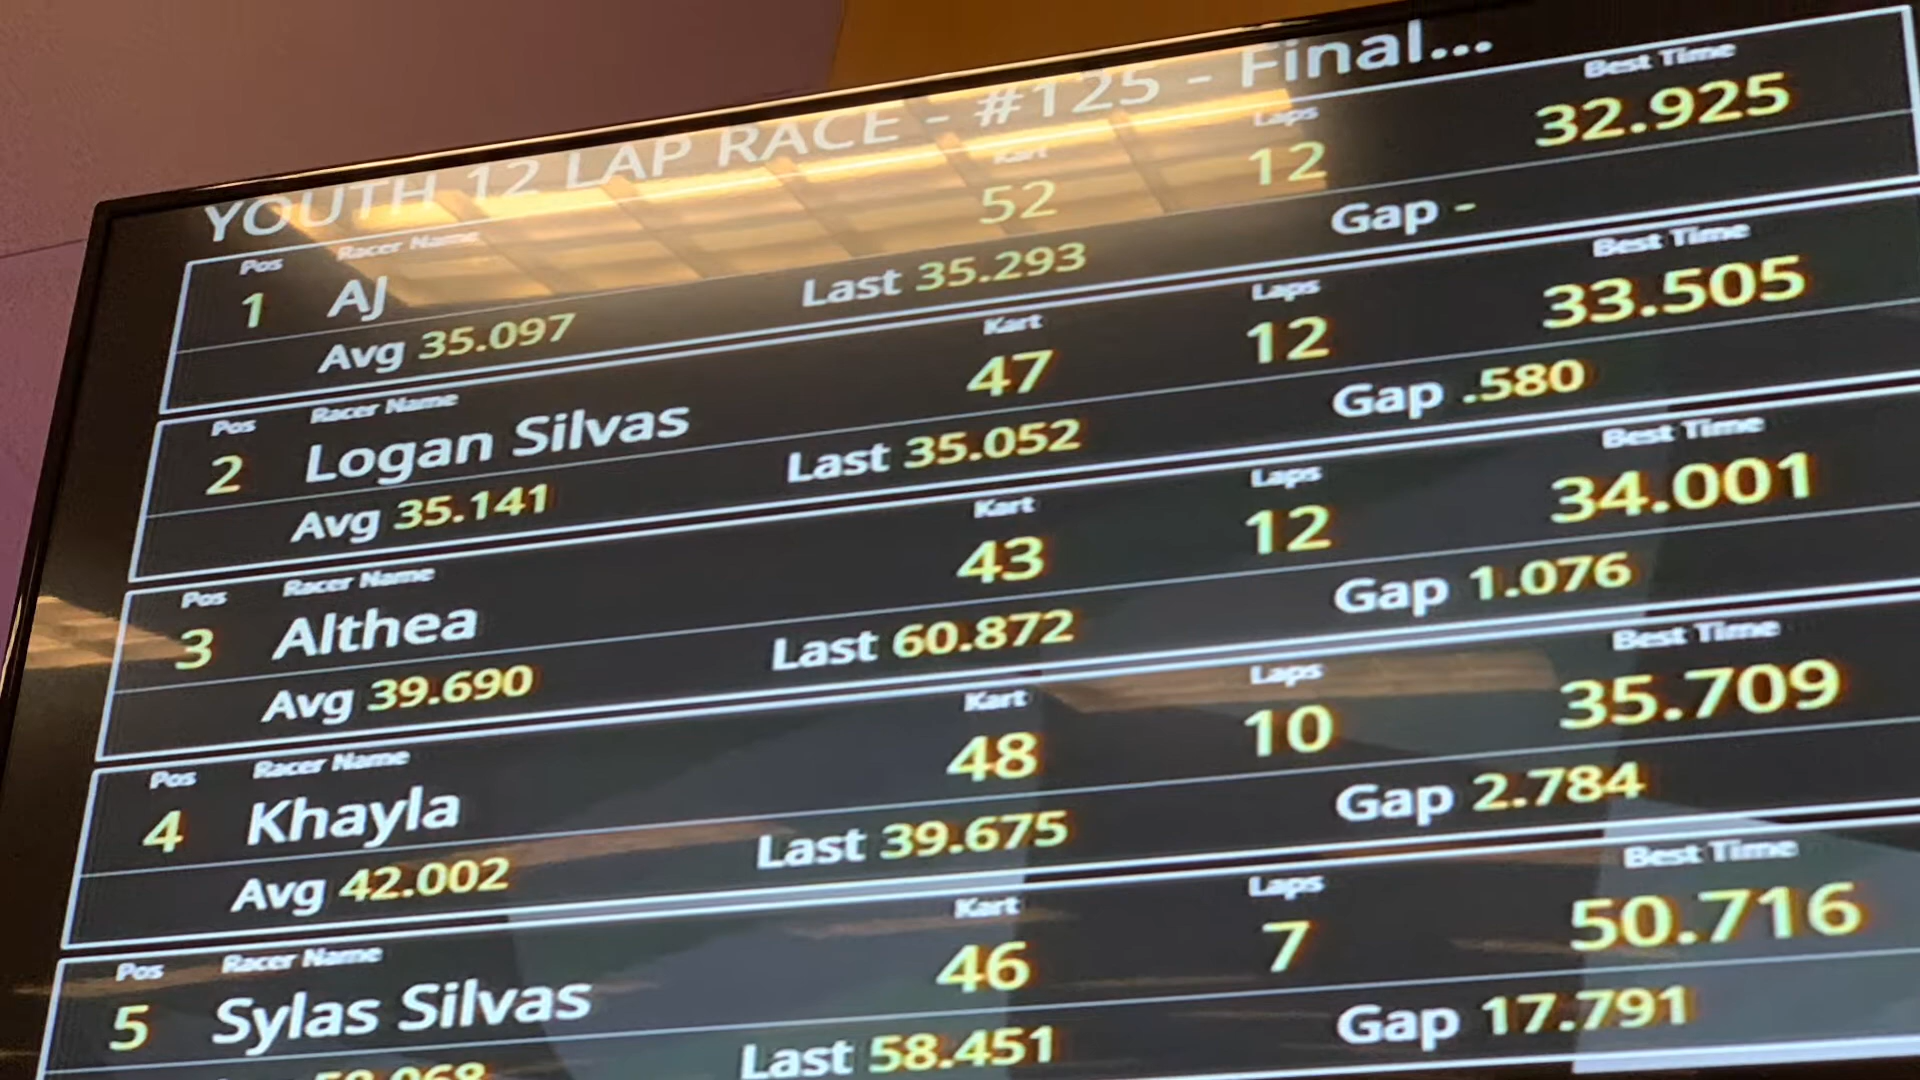 YOUTH 12 LAP RACE - #125 - Final...
Pos Racer Name Kart Laps Best Time
1 AJ 52 12 32.925
Avg 35.097 Last 35.293 Gap -
Pos Racer Name Kart Laps Best Time
2 Logan Silvas 47 12 33.505
Avg 35.141 Last 35.052 Gap .580
Pos Racer Name Kart Laps Best Time
3 Althea 43 12 34.001
Avg 39.690 Last 60.872 Gap 1.076
Pos Racer Name Kart Laps Best Time
4 Khayla 48 10 35.709
Avg 42.002 Last 39.675 Gap 2.784
Pos Racer Name Kart Laps Best Time
5 Sylas Silvas 46 7 50.716
Last 58.451 Gap 17.791